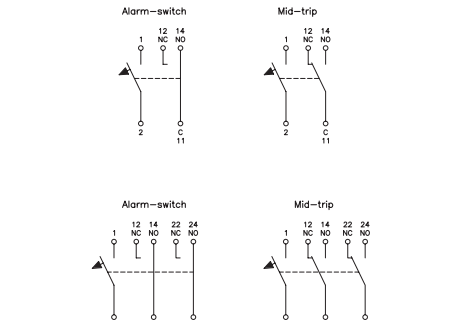 Alarm-switch Mid-trip
12 14 12 14
1 NC NO 1 NC NO
2 C 2 C
11 11
Alarm-switch Mid-trip
12 14 22 24 12 14 22 24
1 NC NO NC NO 1 NC NO NC NO